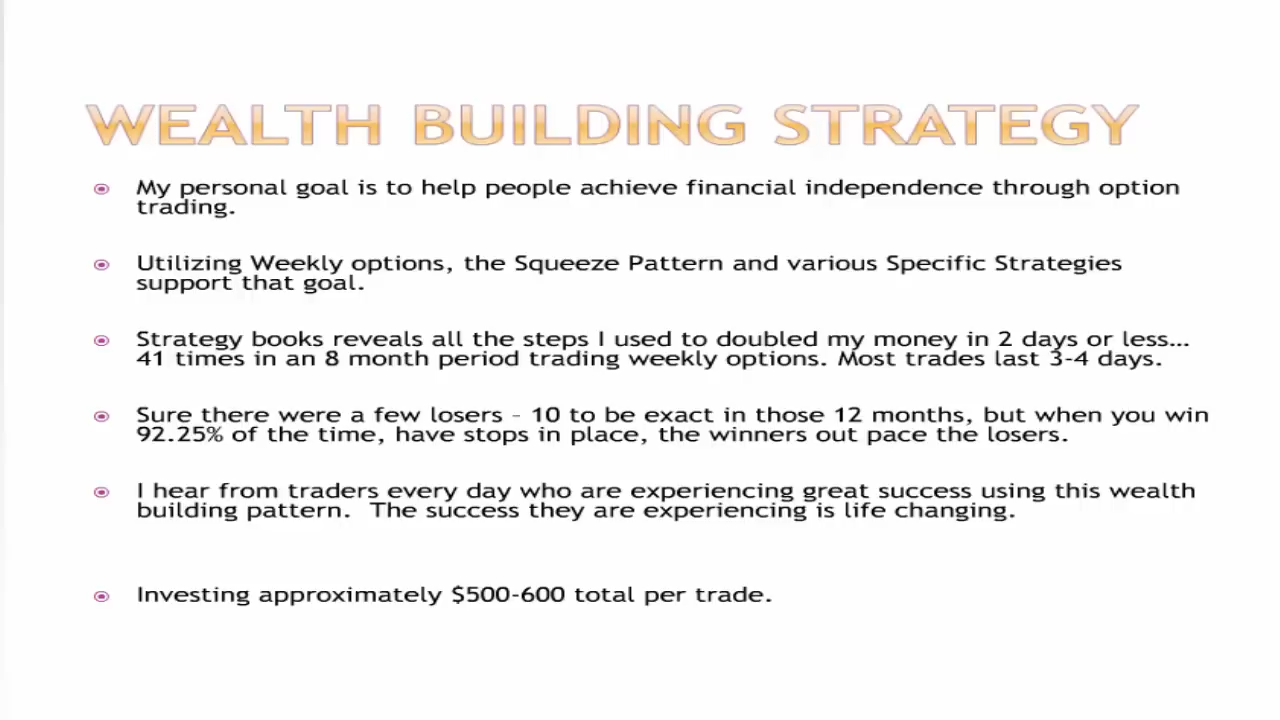 WEALTH BUILDING STRATEGY
My personal goal is to help people achieve financial independence through option
trading.
Utilizing Weekly options, the Squeeze Pattern and various Specific Strategies
support that goal.
Strategy books reveals all the steps I used to doubled my money in 2 days or less...
41 times in an 8 month period trading weekly options. Most trades last 3-4 days.
Sure there were a few losers – 10 to be exact in those 12 months, but when you win
92.25% of the time, have stops in place, the winners out pace the losers.
I hear from traders every day who are experiencing great success using this wealth
building pattern.  The success they are experiencing is life changing.
Investing approximately $500-600 total per trade.